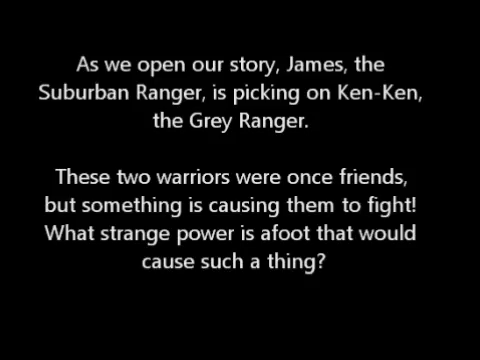 As we open our story, James, the
Suburban Ranger, is picking on Ken-Ken,
the Grey Ranger.
These two warriors were once friends,
but something is causing them to fight!
What strange power is afoot that would
cause such a thing?